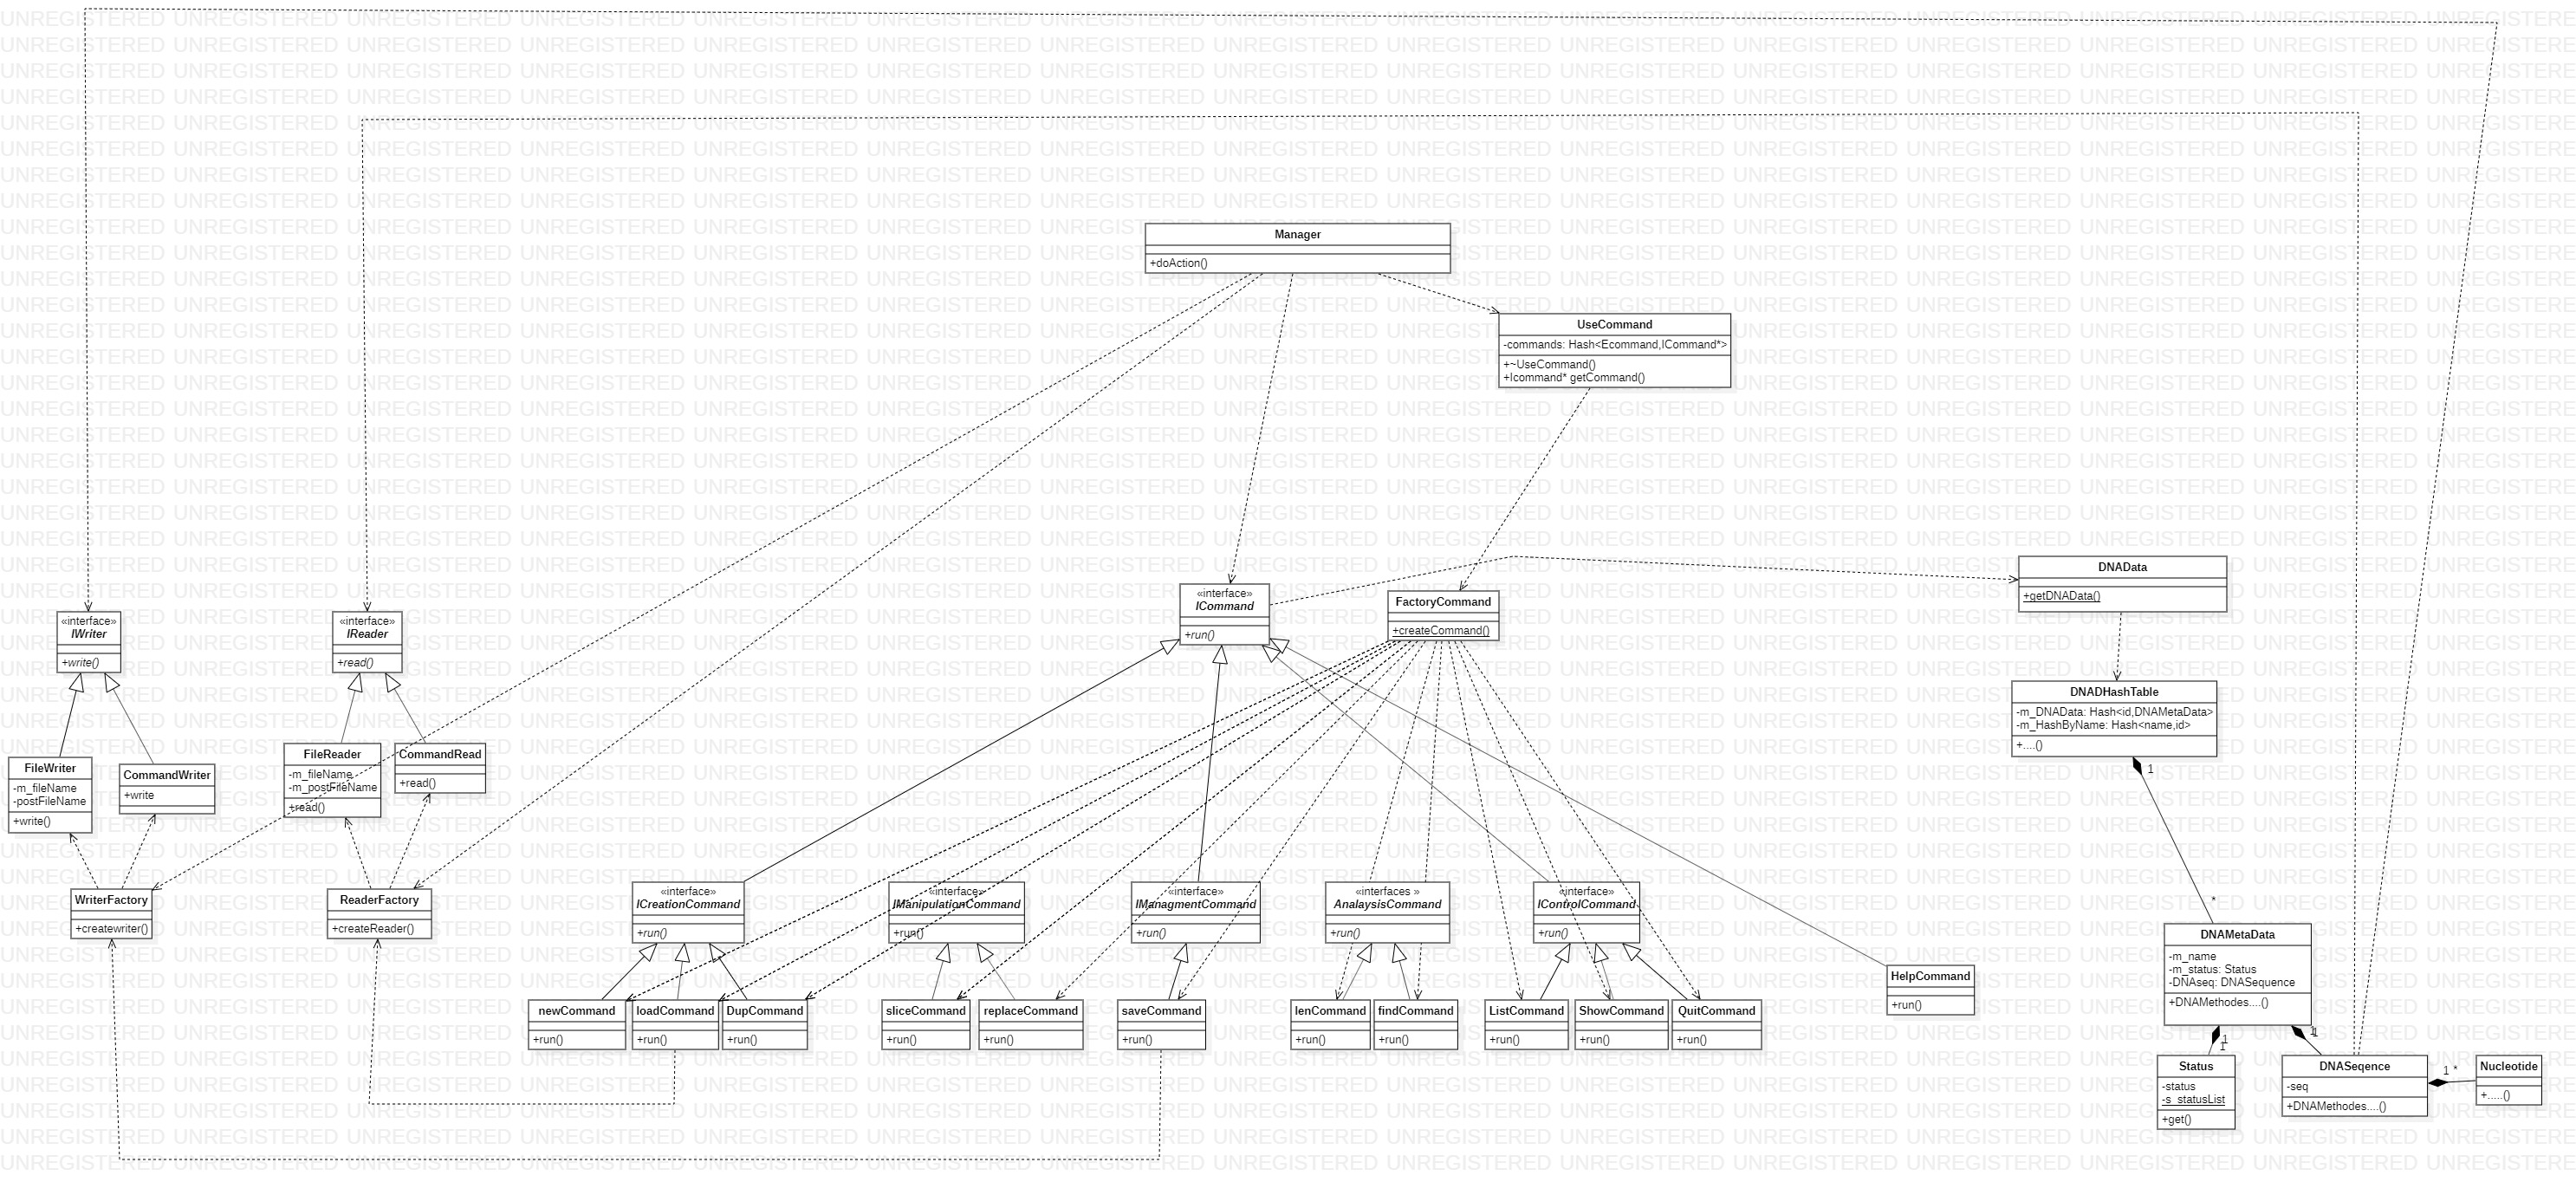 Manager
+doAction()
UseCommand
-commands: Hash<Ecommand,ICommand*>
+~UseCommand()
+Icommand* getCommand()
«interface»
IWriter
+write()
«interface»
IReader
+read()
«interface»
ICommand
+run()
FactoryCommand
+createCommand()
DNAData
+getDNAData()
DNADHashTable
-m_DNAData: Hash<id,DNAMetaData>
-m_HashByName: Hash<name,id>
+....()
1
*
FileWriter
-m_fileName
-postFileName
+write()
CommandWriter
+write
FileReader
-m_fileName
-m_postFileName
+read()
CommandRead
+read()
WriterFactory
+createwriter()
ReaderFactory
+createReader()
«interface»
ICreationCommand
+run()
«interface»
IManipulationCommand
+run()
«interface»
IManagmentCommand
+run()
«interfaces »
AnalaysisCommand
+run()
«interface»
IControlCommand
+run()
HelpCommand
+run()
newCommand
+run()
loadCommand
+run()
DupCommand
+run()
sliceCommand
+run()
replaceCommand
+run()
saveCommand
+run()
lenCommand
+run()
findCommand
+run()
ListCommand
+run()
ShowCommand
+run()
QuitCommand
+run()
DNAMetaData
-m_name
-m_status: Status
-DNAseq: DNASequence
+DNAMethodes....()
1
1
1
1
Status
-status
-s_statusList
+get()
DNASeqence
-seq
+DNAMethodes....()
1 *
Nucleotide
+.....()
UNREGISTERED